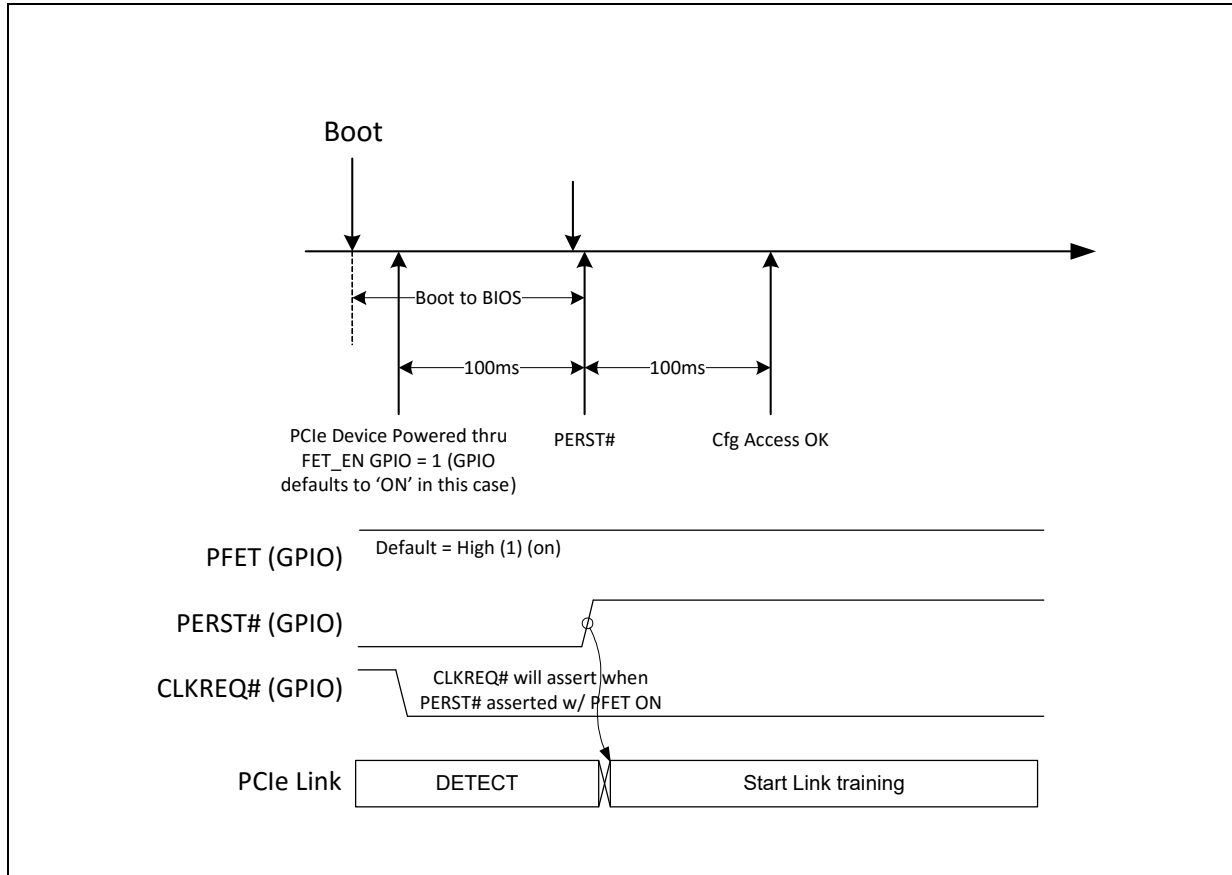 Boot
Boot to BIOS
100ms
100ms
PCIe Device Powered thru
FET_EN GPIO = 1 (GPIO
defaults to ‘ON’ in this case)
PERST#
Cfg Access OK
PFET (GPIO)
Default = High (1) (on)
PERST# (GPIO)
CLKREQ# (GPIO)
CLKREQ# will assert when
PERST# asserted w/ PFET ON
PCIe Link
DETECT
Start Link training